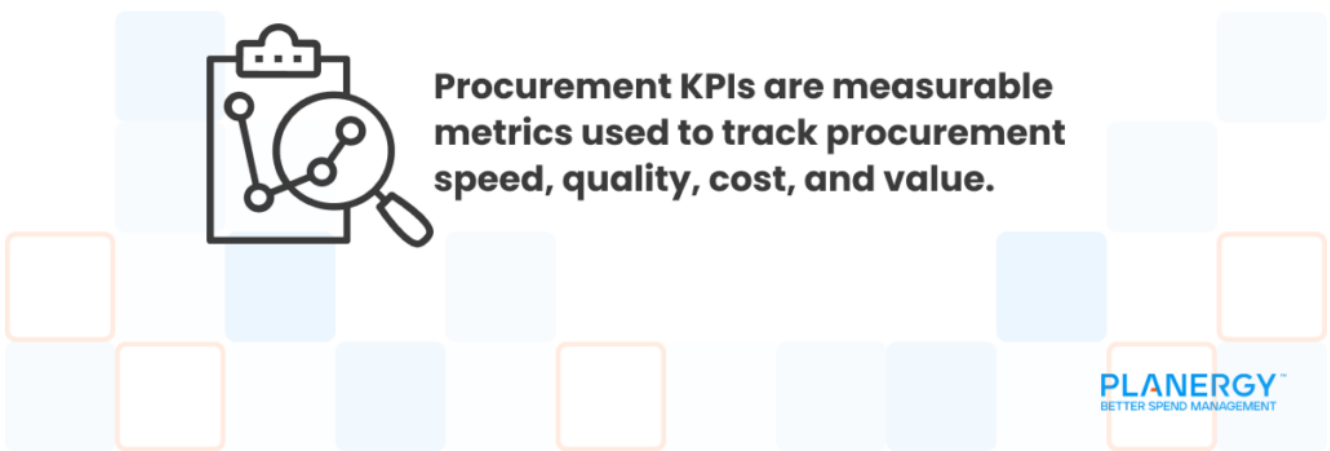 Procurement KPIs are measurable
metrics used to track procurement
speed, quality, cost, and value.
PLANERGY™
BETTER SPEND MANAGEMENT